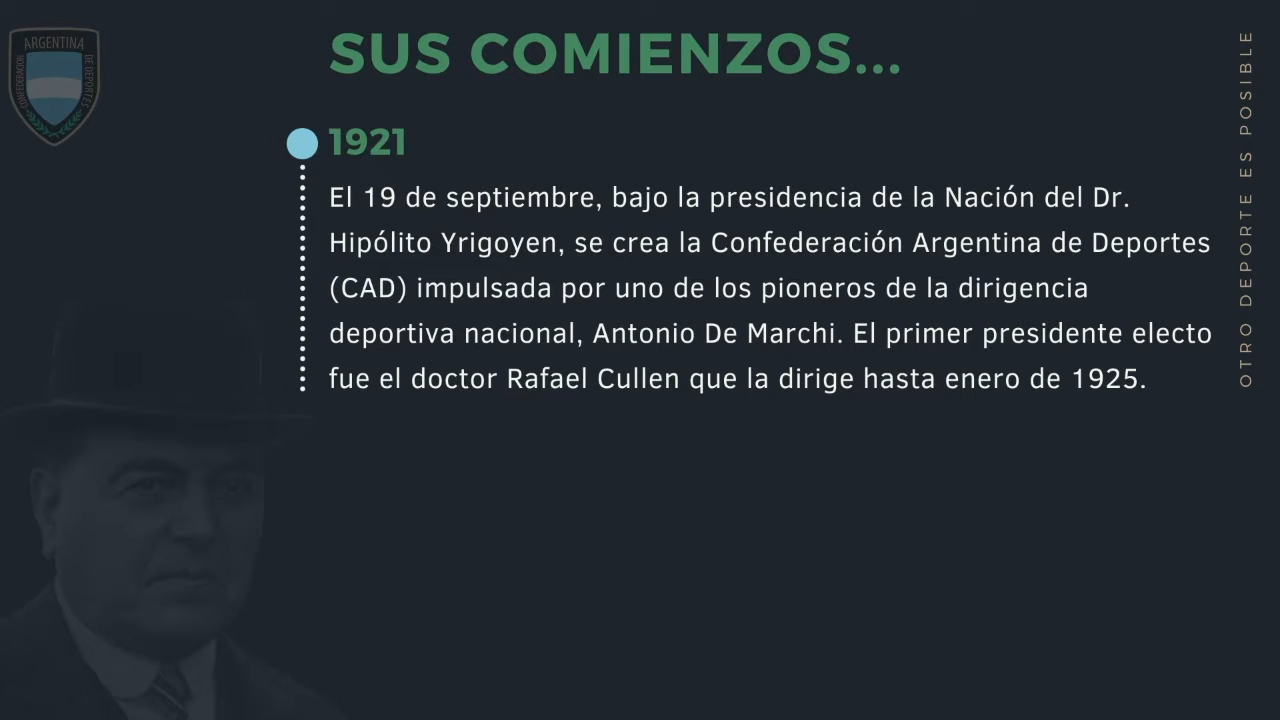 ARGENTINA
CONFEDERACIÓN
DE DEPORTES
SUS COMIENZOS...
1921
El 19 de septiembre, bajo la presidencia de la Nación del Dr.
Hipólito Yrigoyen, se crea la Confederación Argentina de Deportes
(CAD) impulsada por uno de los pioneros de la dirigencia
deportiva nacional, Antonio De Marchi. El primer presidente electo
fue el doctor Rafael Cullen que la dirige hasta enero de 1925.
OTRO DEPORTE ES POSIBLE